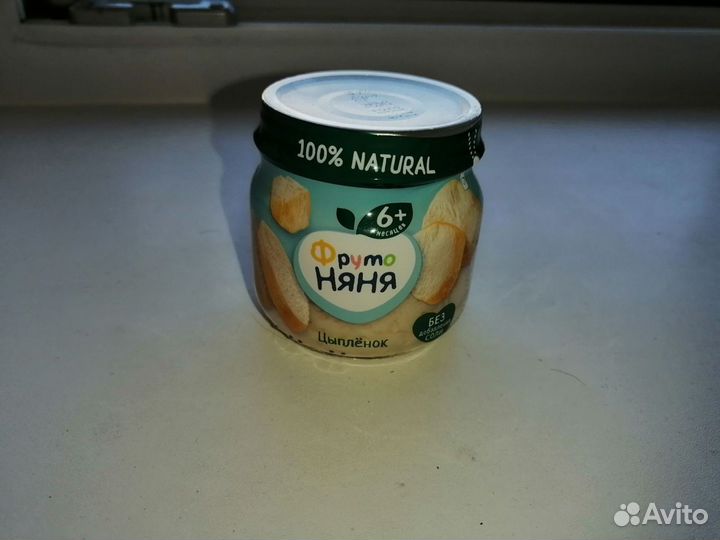 100% NATURAL
6+
месяцев
Фруто
НЯНЯ
Цыплёнок
БЕЗ
добавления
СОЛИ
Avito